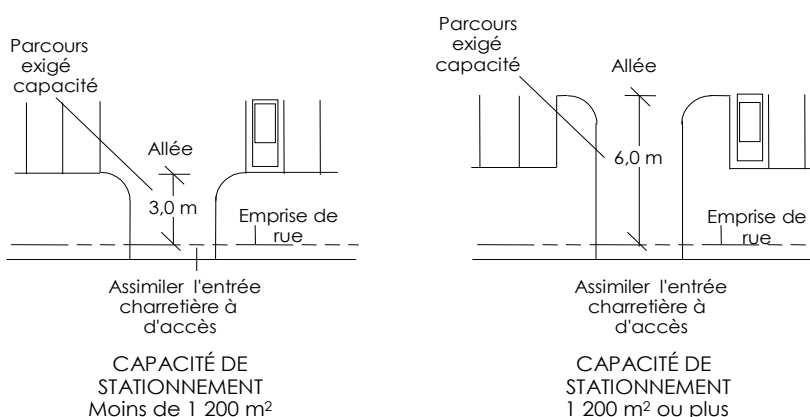 Parcours
exigé
capacité
Allée
3,0 m
Emprise de
rue
Assimiler l'entrée
charretière à
d'accès
CAPACITÉ DE
STATIONNEMENT
Moins de 1 200 m²
Parcours
exigé
capacité
Allée
6,0 m
Emprise de
rue
Assimiler l'entrée
charretière à
d'accès
CAPACITÉ DE
STATIONNEMENT
1 200 m² ou plus